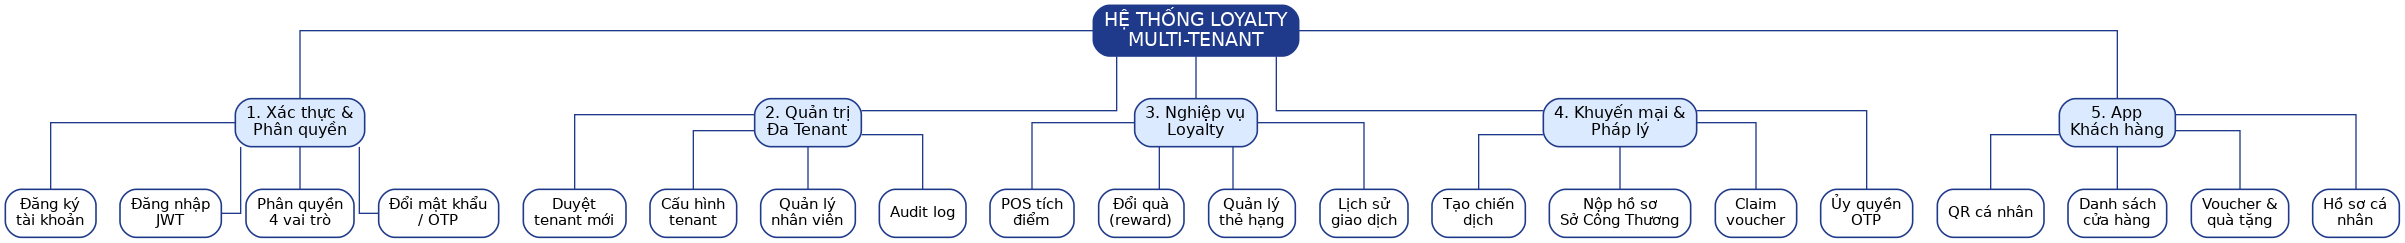 HỆ THỐNG LOYALTY
MULTI-TENANT
1. Xác thực &
Phân quyền
2. Quản trị
Đa Tenant
3. Nghiệp vụ
Loyalty
4. Khuyến mại &
Pháp lý
5. App
Khách hàng
Đăng ký
tài khoản
Đăng nhập
JWT
Phân quyền
4 vai trò
Đổi mật khẩu
/ OTP
Duyệt
tenant mới
Cấu hình
tenant
Quản lý
nhân viên
Audit log
POS tích
điểm
Đổi quà
(reward)
Quản lý
thẻ hạng
Lịch sử
giao dịch
Tạo chiến
dịch
Nộp hồ sơ
Sở Công Thương
Claim
voucher
Ủy quyền
OTP
QR cá nhân
Danh sách
cửa hàng
Voucher &
quà tặng
Hồ sơ cá
nhân